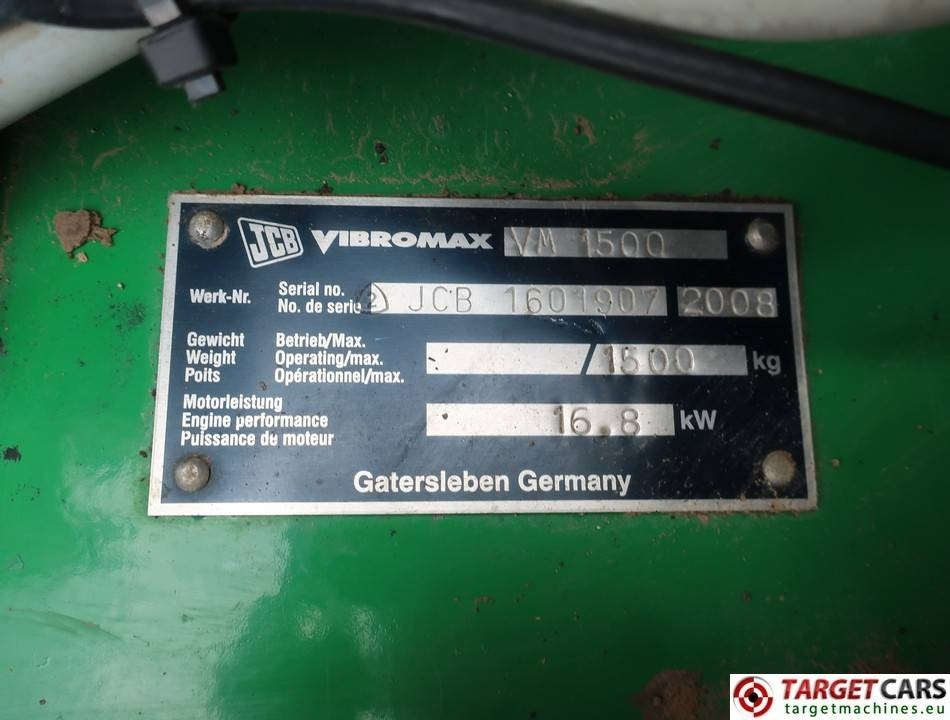 JCB VIBROMAX VM 1500
Werk-Nr. Serial no. 2 JCB 1601907 2008
No. de serie
Gewicht Betrieb/Max.
Weight Operating/max. /1500 kg
Poits Opérationnel/max.
Motorleistung
Engine performance 16.8 kW
Puissance de moteur
Gatersleben Germany
TARGETCARS
targetmachines.eu